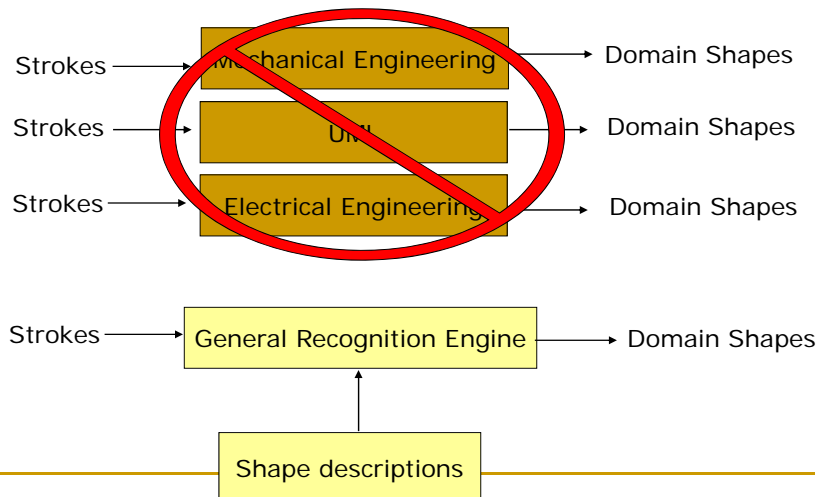 Strokes Mechanical Engineering Domain Shapes
Strokes UML Domain Shapes
Strokes Electrical Engineering Domain Shapes
Strokes General Recognition Engine Domain Shapes
Shape descriptions